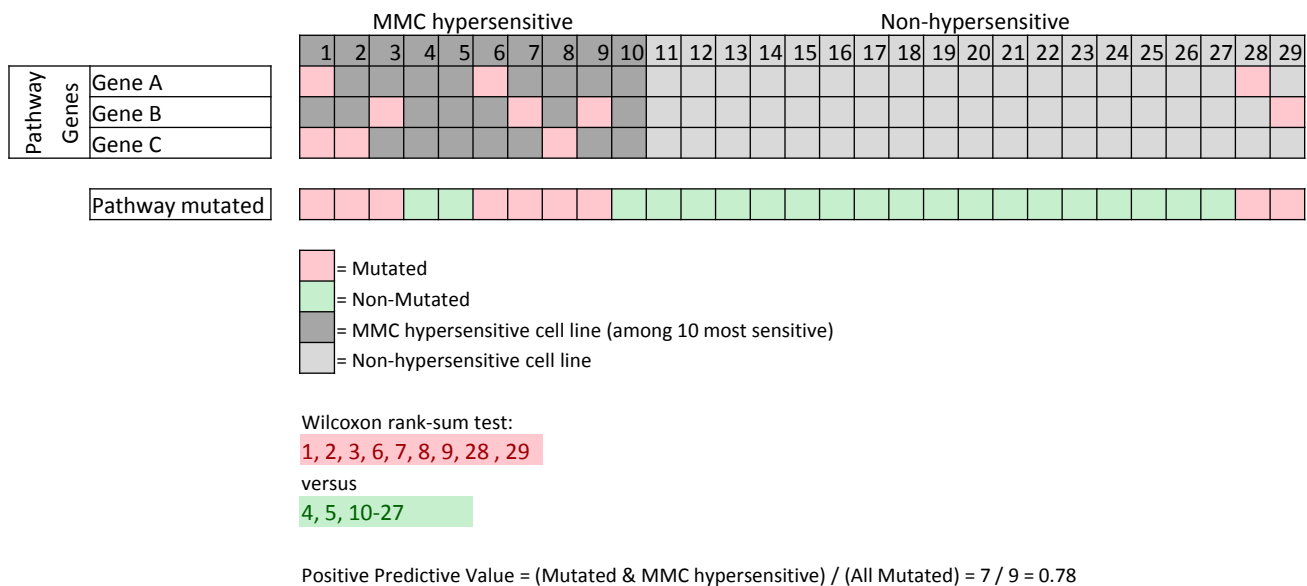 MMC hypersensitive Non-hypersensitive
1 2 3 4 5 6 7 8 9 10 11 12 13 14 15 16 17 18 19 20 21 22 23 24 25 26 27 28 29
Pathway Genes
Gene A
Gene B
Gene C
Pathway mutated
= Mutated
= Non-Mutated
= MMC hypersensitive cell line (among 10 most sensitive)
= Non-hypersensitive cell line
Wilcoxon rank-sum test:
1, 2, 3, 6, 7, 8, 9, 28 , 29
versus
4, 5, 10-27
Positive Predictive Value = (Mutated & MMC hypersensitive) / (All Mutated) = 7 / 9 = 0.78